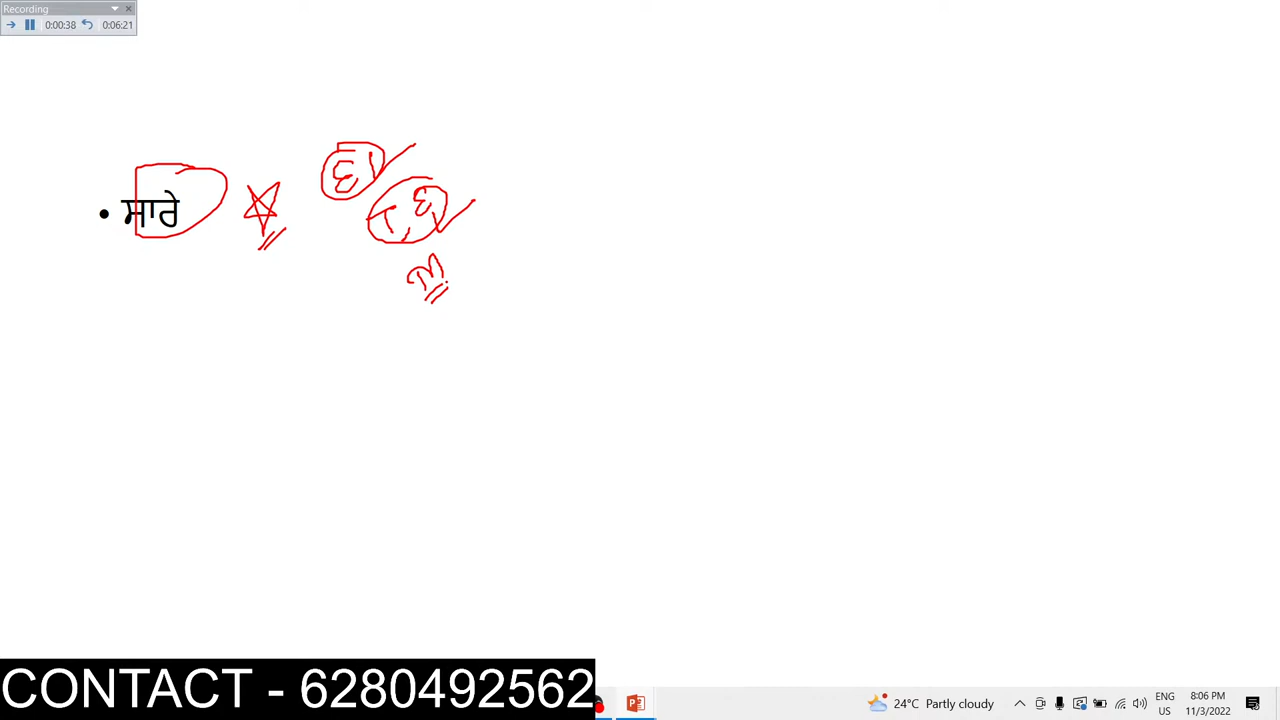 Recording
0:00:38 0:06:21
• ਸਾਰੇ
CONTACT - 6280492562
24°C Partly cloudy
ENG
US
8:06 PM
11/3/2022